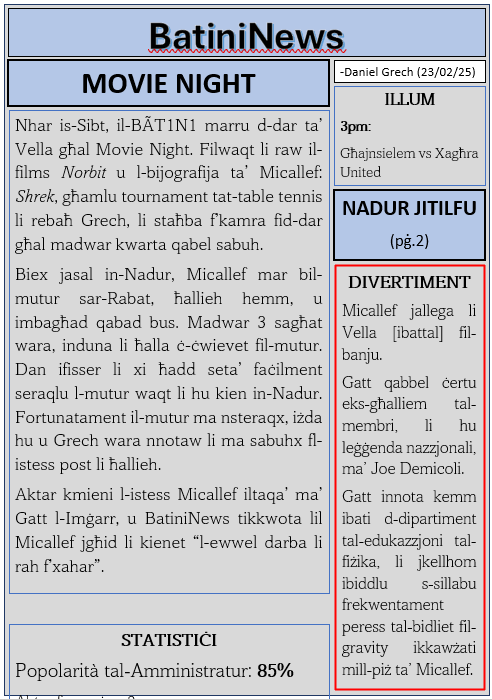 BatiniNews
MOVIE NIGHT
Nhar is-Sibt, il-BÃT1N1 marru d-dar ta’
Vella għal Movie Night. Filwaqt li raw il-
films Norbit u l-bijografija ta’ Micallef:
Shrek, għamlu tournament tat-table tennis
li rebaħ Grech, li staħba f’kamra fid-dar
għal madwar kwarta qabel sabuh.
Biex jasal in-Nadur, Micallef mar bil-
mutur sar-Rabat, ħallieh hemm, u
imbagħad qabad bus. Madwar 3 sagħat
wara, induna li ħalla ċ-ċwievet fil-mutur.
Dan ifisser li xi ħadd seta’ faċilment
seraqlu l-mutur waqt li hu kien in-Nadur.
Fortunatament il-mutur ma nsteraqx, iżda
hu u Grech wara nnotaw li ma sabuhx fl-
istess post li ħallieh.
Aktar kmieni l-istess Micallef iltaqa’ ma’
Gatt l-Imġarr, u BatiniNews tikkwota lil
Micallef jgħid li kienet “l-ewwel darba li
rah f’xahar”.
STATISTIĊI
Popolarità tal-Amministratur: 85%
-Daniel Grech (23/02/25)
ILLUM
3pm:
Għajnsielem vs Xagħra
United
NADUR JITILFU
(pġ.2)
DIVERTIMENT
Micallef jallega li
Vella [ibattal] fil-
banju.
Gatt qabbel ċertu
eks-għalliem tal-
membri, li hu
leġġenda nazzjonali,
ma’ Joe Demicoli.
Gatt innota kemm
ibati d-dipartiment
tal-edukazzjoni tal-
fiżika, li jkellhom
ibiddlu s-sillabu
frekwentament
peress tal-bidliet fil-
gravity ikkawżati
mill-piż ta’ Micallef.